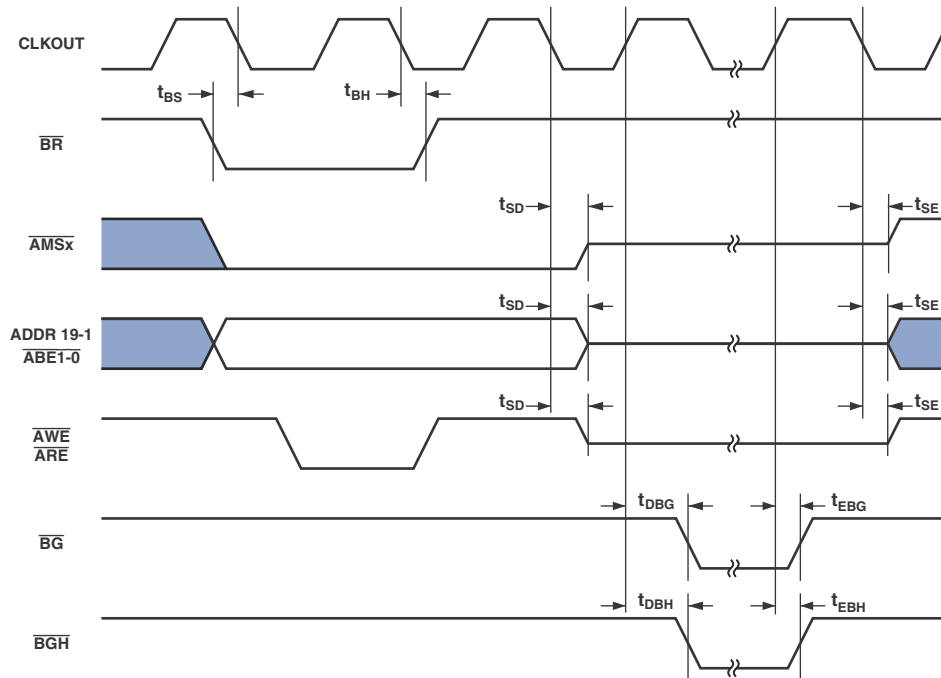 CLKOUT
tBS
tBH
BR
tSD
tSE
AMSx
tSD
tSE
ADDR 19-1
ABE1-0
tSD
tSE
AWE
ARE
tDBG
tEBG
BG
tDBH
tEBH
BGH